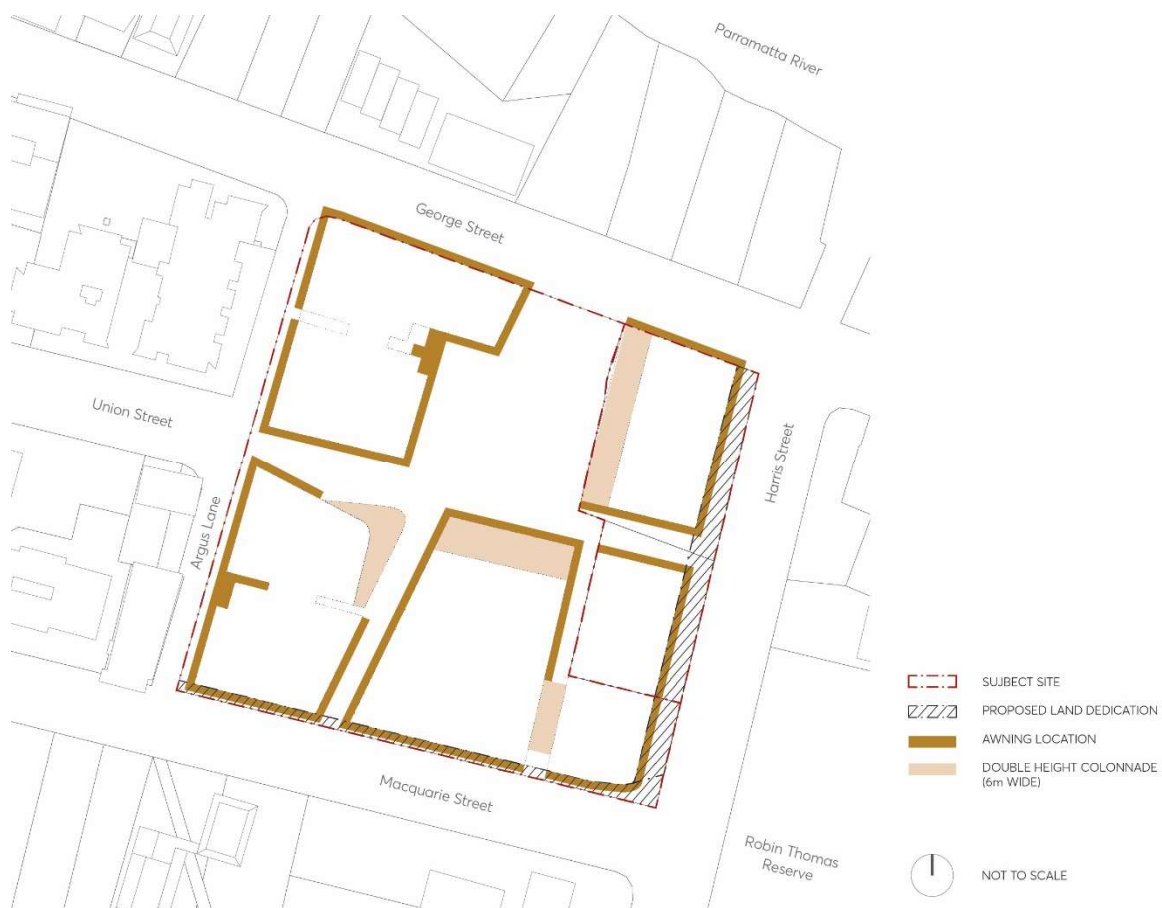 Parramatta River
George Street
Union Street
Harris Street
Argus Lane
SUJBECT SITE
PROPOSED LAND DEDICATION
AWNING LOCATION
DOUBLE HEIGHT COLONNADE
(6m WIDE)
Macquarie Street
Robin Thomas
Reserve
NOT TO SCALE